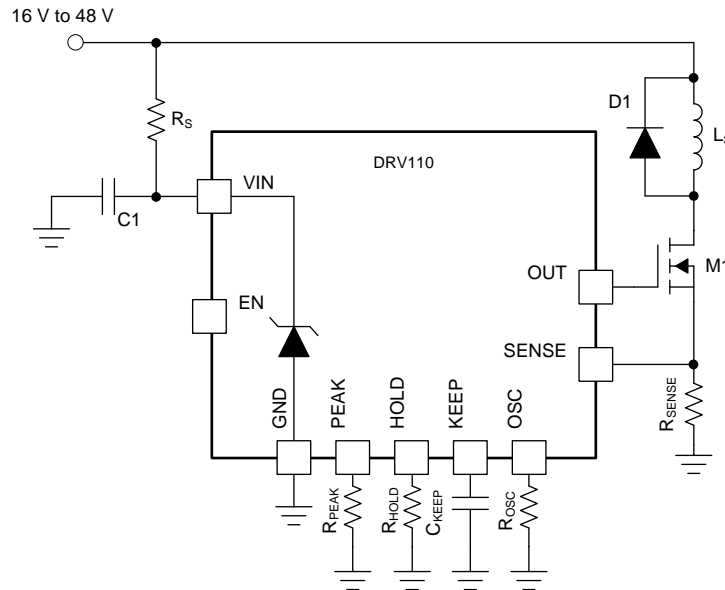 16 V to 48 V
D1
RS
DRV110
VIN
C1
M1
OUT
EN
SENSE
GND
PEAK
HOLD
KEEP
OSC
RSENSE
RPEAK
RHOLD
CKEEP
ROSC